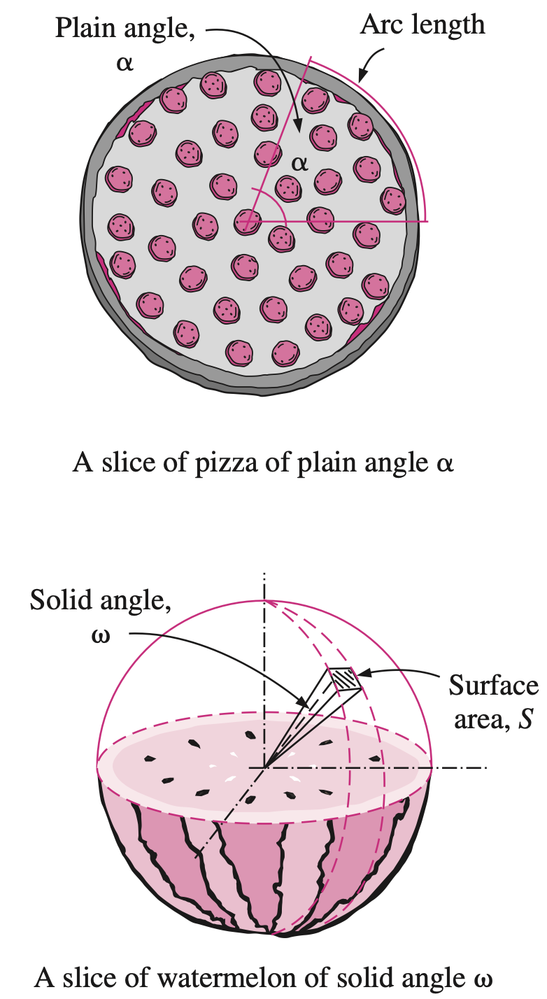 Plain angle,
α
Arc length
α
A slice of pizza of plain angle α
Solid angle,
ω
Surface
area, S
A slice of watermelon of solid angle ω